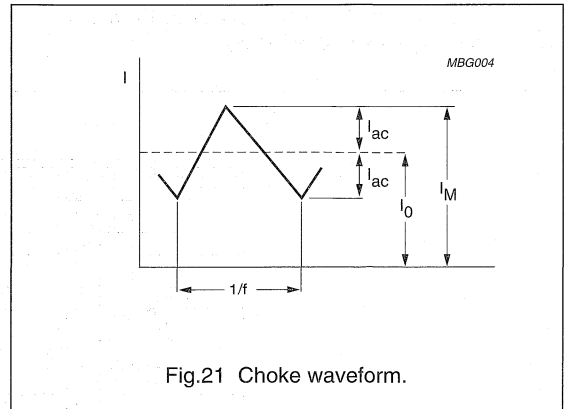 MBG004
I
I_ac
I_ac
I_0
I_M
1/f
Fig.21 Choke waveform.